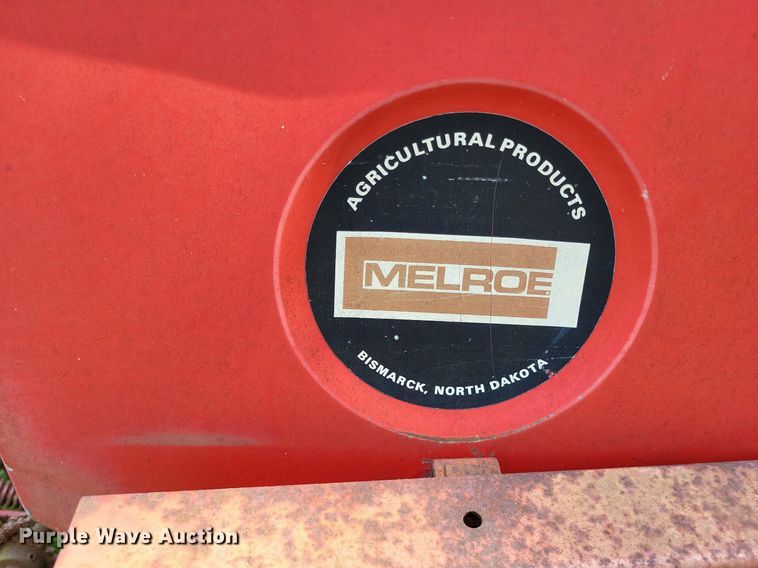 AGRICULTURAL PRODUCTS
MELROE
BISMARCK, NORTH DAKOTA
Purple Wave Auction